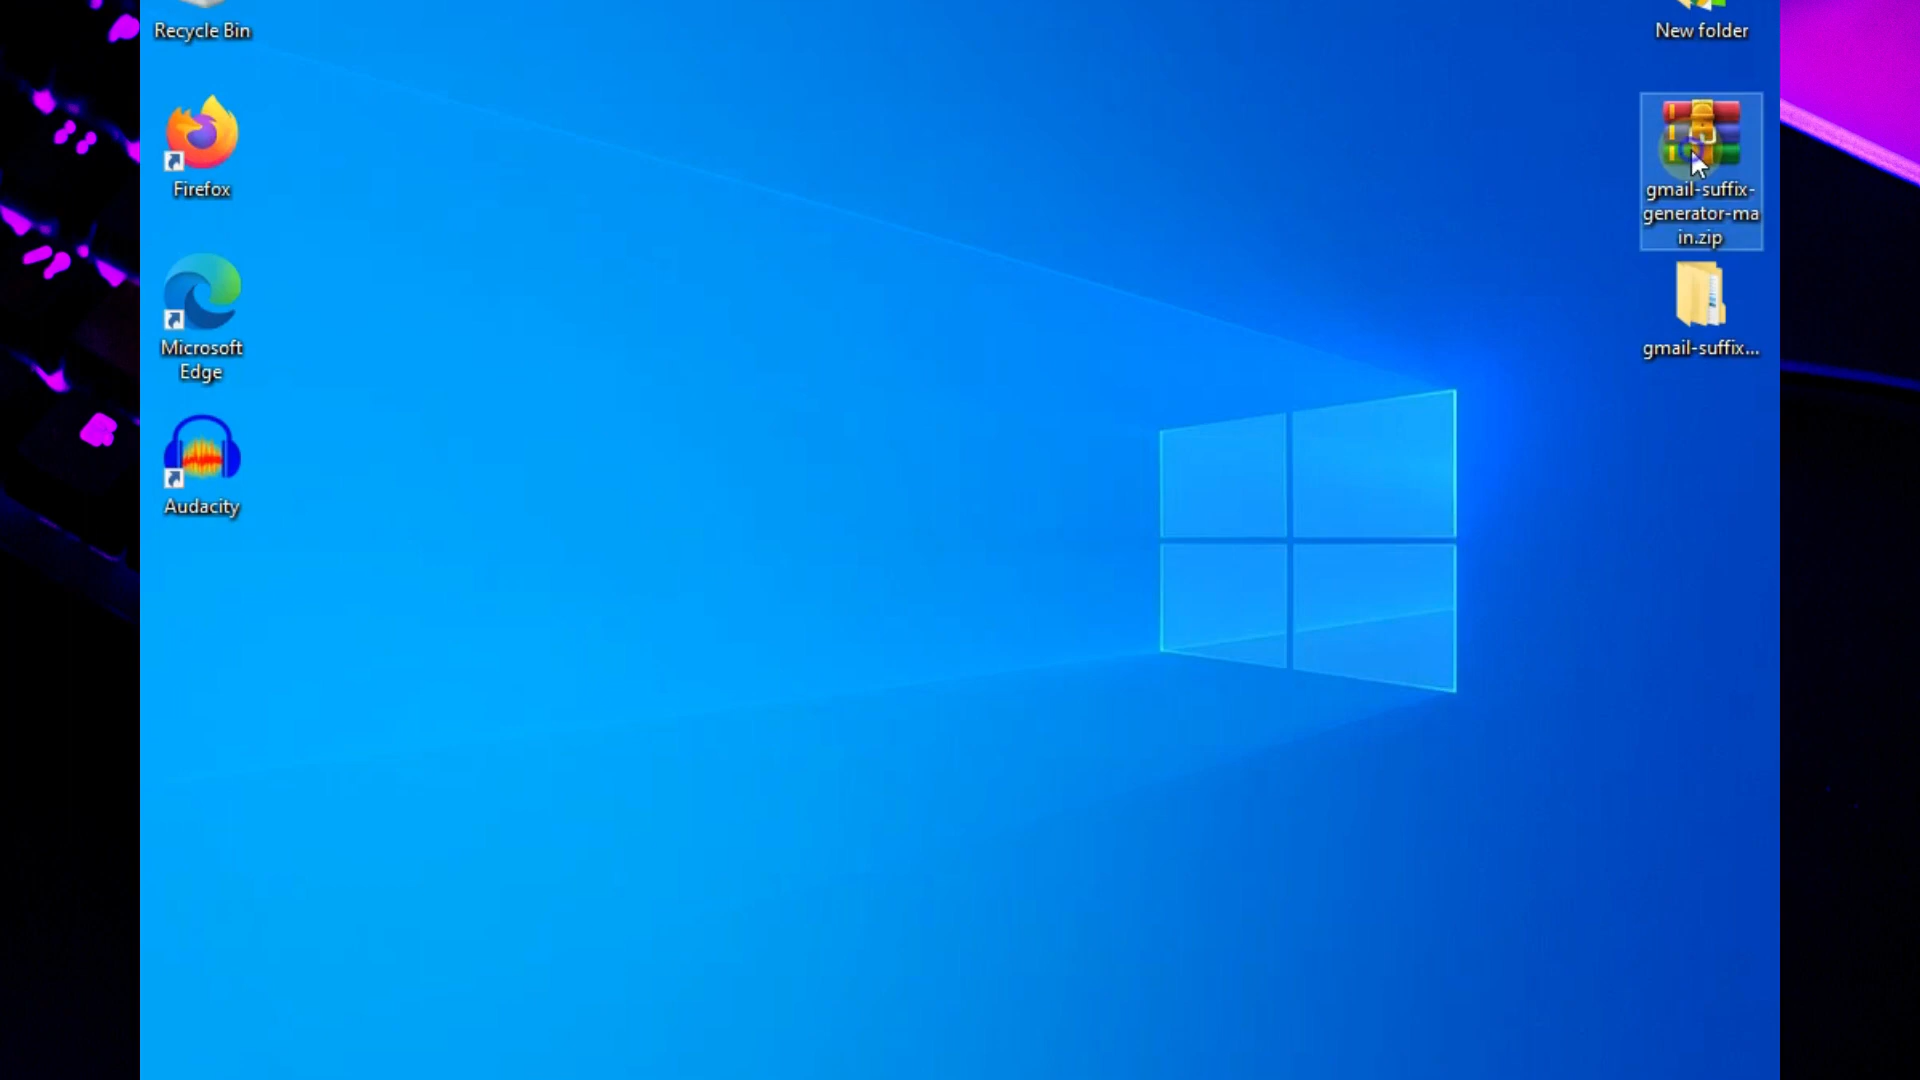 Recycle Bin
New folder
Firefox
gmail-suffix-
generator-ma
in.zip
Microsoft
Edge
gmail-suffix...
Audacity